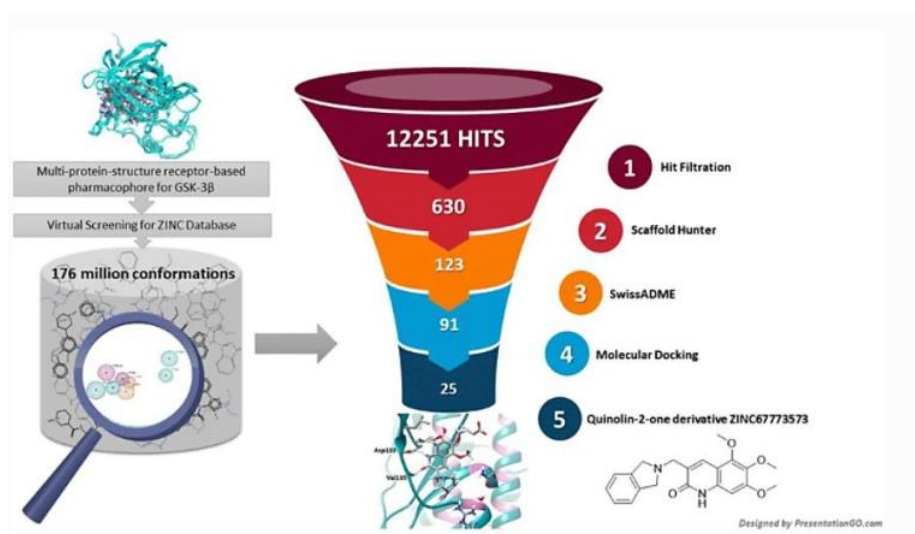 Multi-protein-structure receptor-based
pharmacophore for GSK-3β
Virtual Screening for ZINC Database
176 million conformations
12251 HITS
630
123
91
25
1 Hit Filtration
2 Scaffold Hunter
3 SwissADME
4 Molecular Docking
5 Quinolin-2-one derivative ZINC67773573
Val135
N
O
N
H
O
O
O
Designed by PresentationGO.com